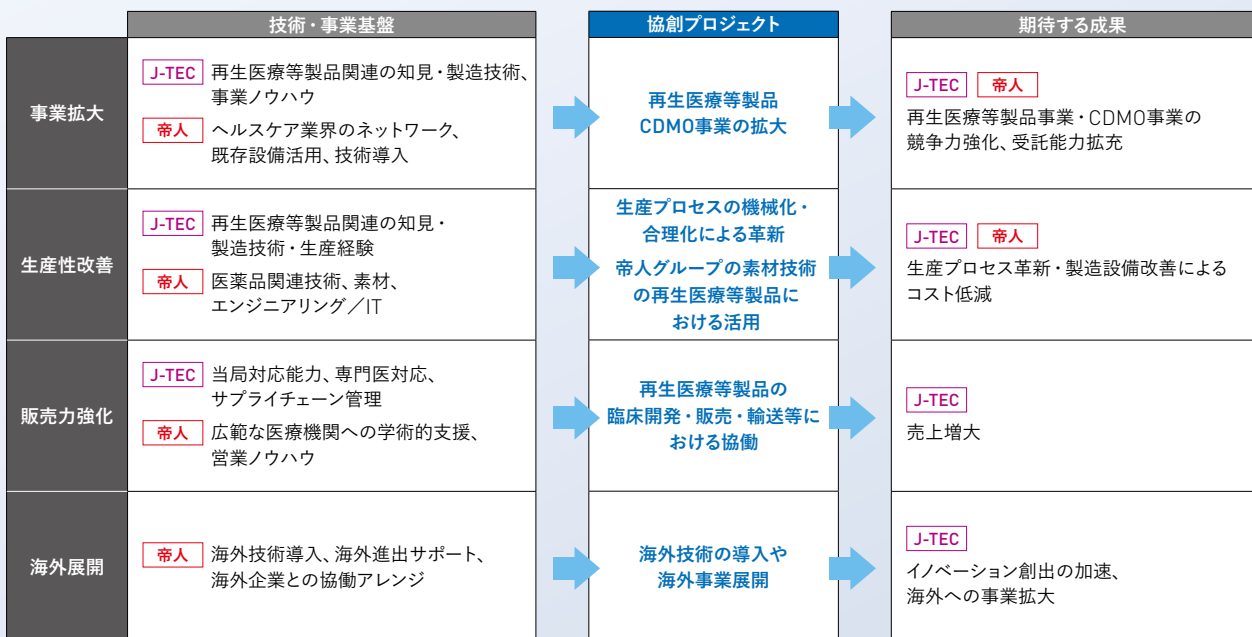 技術・事業基盤
協創プロジェクト
期待する成果
事業拡大
J-TEC 再生医療等製品関連の知見・製造技術、
事業ノウハウ
帝人 ヘルスケア業界のネットワーク、
既存設備活用、技術導入
再生医療等製品
CDMO事業の拡大
J-TEC 帝人
再生医療等製品事業・CDMO事業の
競争力強化、受託能力拡充
生産性改善
J-TEC 再生医療等製品関連の知見・
製造技術・生産経験
帝人 医薬品関連技術、素材、
エンジニアリング／IT
生産プロセスの機械化・
合理化による革新
帝人グループの素材技術
の再生医療等製品に
おける活用
J-TEC 帝人
生産プロセス革新・製造設備改善による
コスト低減
販売力強化
J-TEC 当局対応能力、専門医対応、
サプライチェーン管理
帝人 広範な医療機関への学術的支援、
営業ノウハウ
再生医療等製品の
臨床開発・販売・輸送等に
おける協働
J-TEC
売上増大
海外展開
帝人 海外技術導入、海外進出サポート、
海外企業との協働アレンジ
海外技術の導入や
海外事業展開
J-TEC
イノベーション創出の加速、
海外への事業拡大